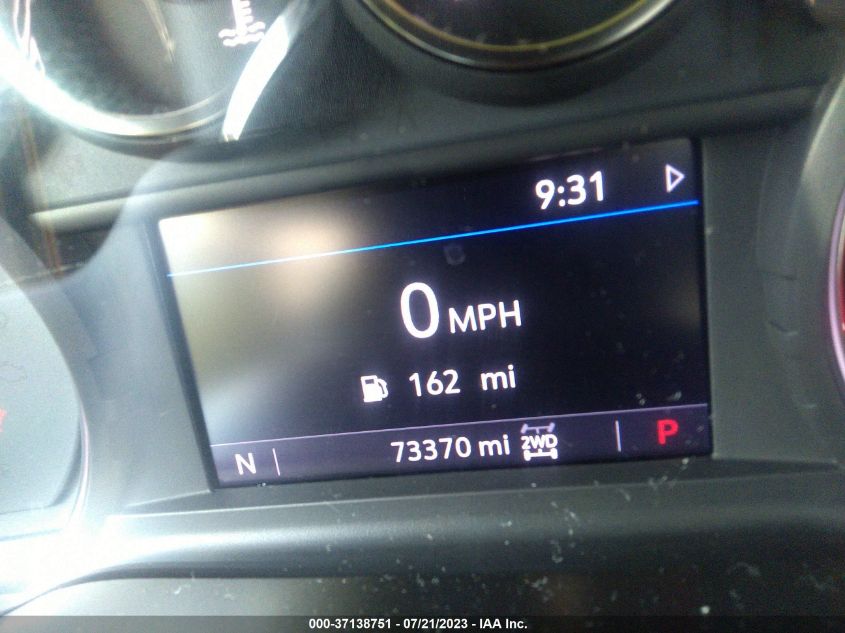 9:31
0 MPH
162 mi
N 73370 mi 2WD P
000-37138751 - 07/21/2023 - IAA Inc.